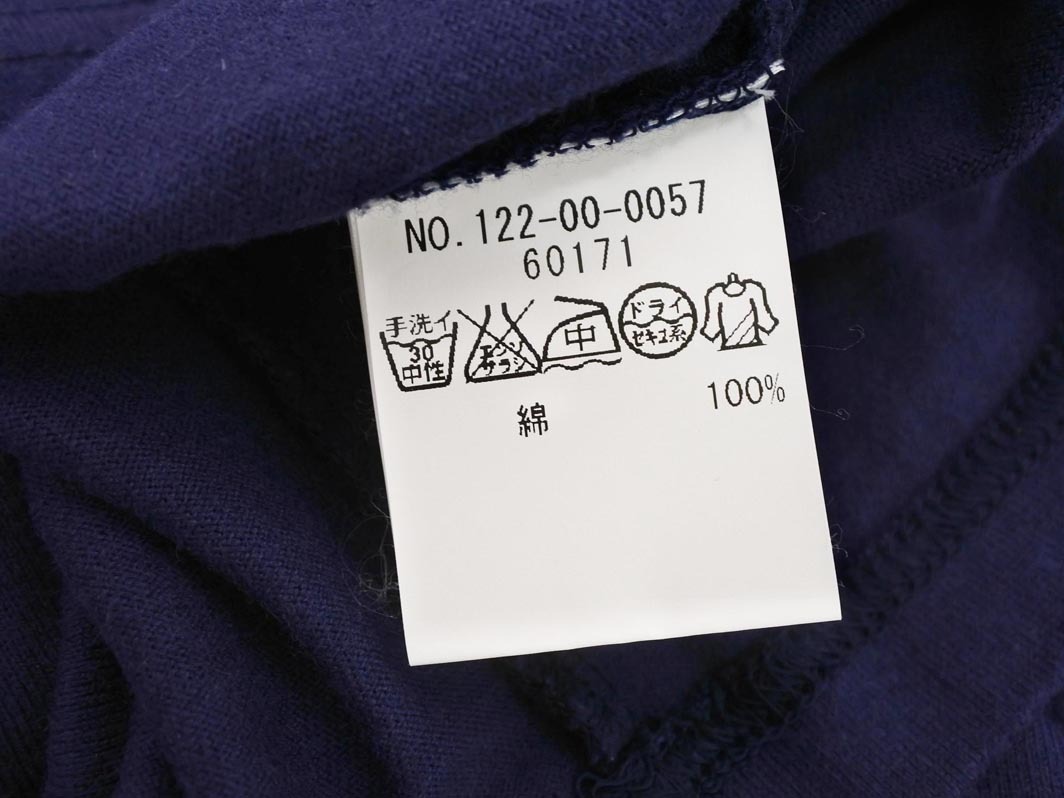 NO. 122-00-0057
60171
手洗イ
30
中性
エンソ
サラシ
中
ドライ
セキユ系
綿 100%